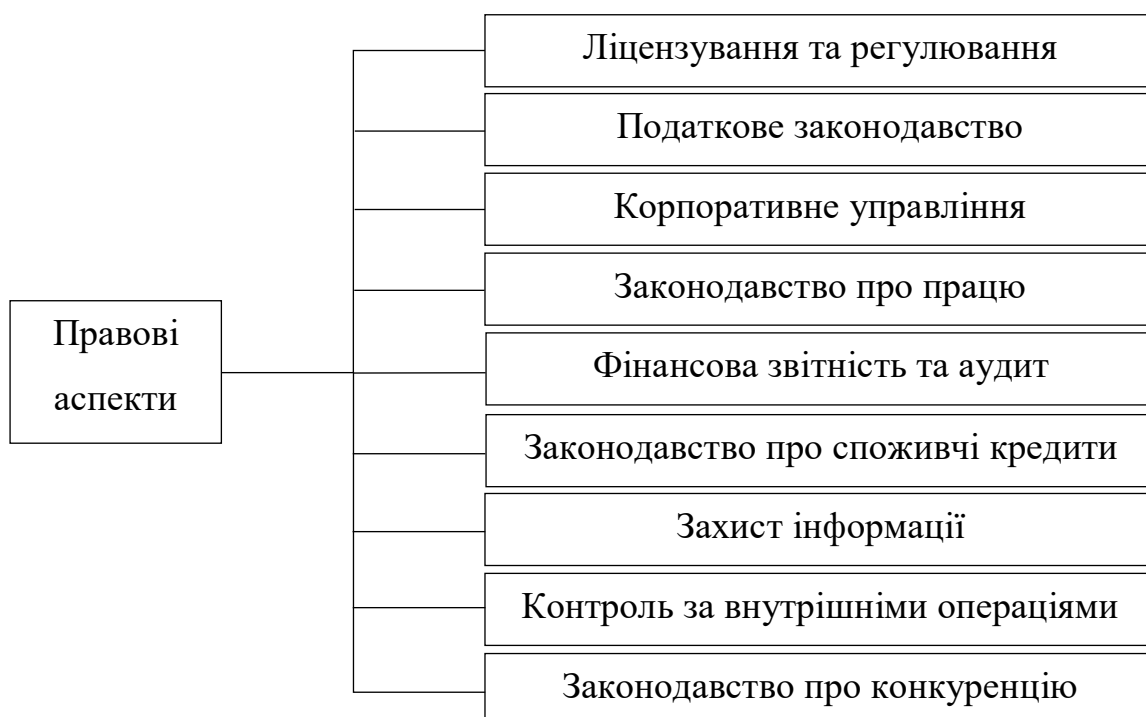 Ліцензування та регулювання
Податкове законодавство
Корпоративне управління
Законодавство про працю
Правові
аспекти
Фінансова звітність та аудит
Законодавство про споживчі кредити
Захист інформації
Контроль за внутрішніми операціями
Законодавство про конкуренцію